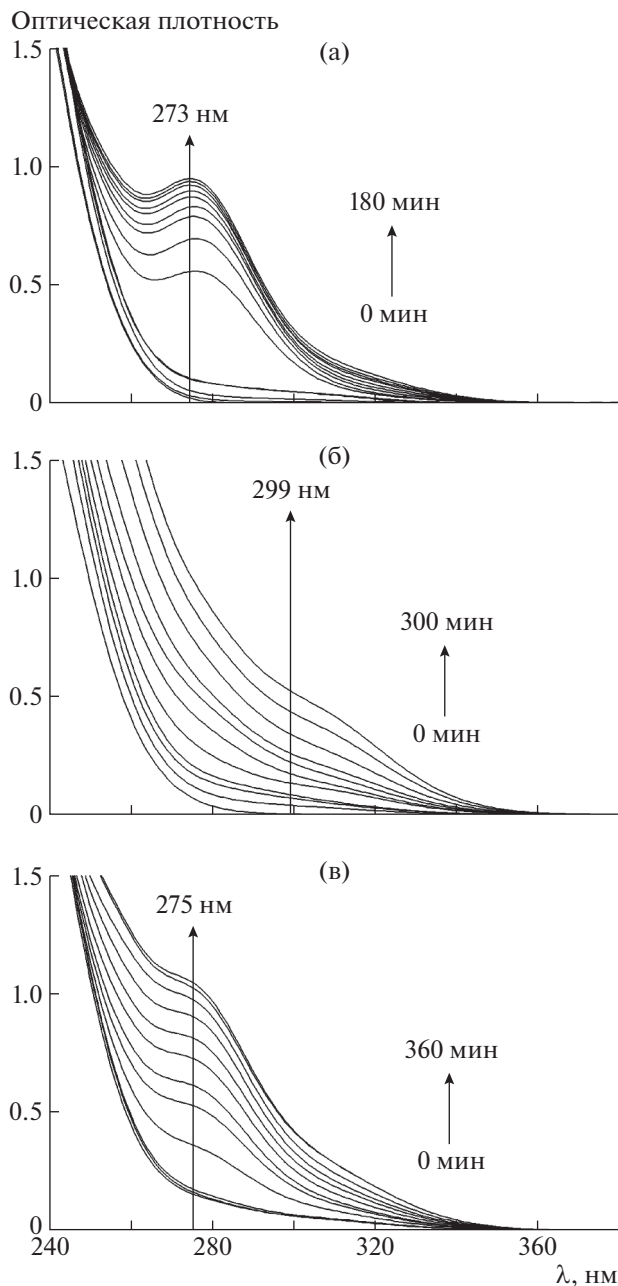 Оптическая плотность
1.5
(а)
273 нм
1.0
180 мин
0.5
0 мин
0
1.5
(б)
299 нм
1.0
300 мин
0.5
0 мин
0
1.5
(в)
275 нм
1.0
360 мин
0.5
0 мин
0
240 280 320 360
λ, нм